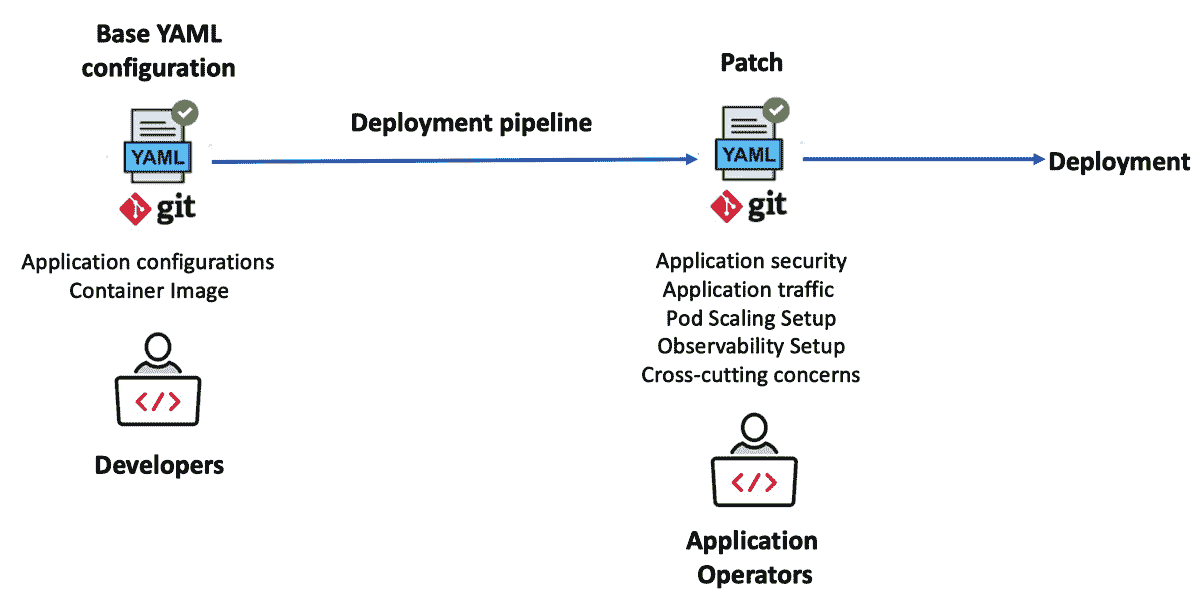 Base YAML
configuration
YAML
git
Application configurations
Container Image
</>
Developers
Deployment pipeline
Patch
YAML
git
Application security
Application traffic
Pod Scaling Setup
Observability Setup
Cross-cutting concerns
</>
Application
Operators
Deployment